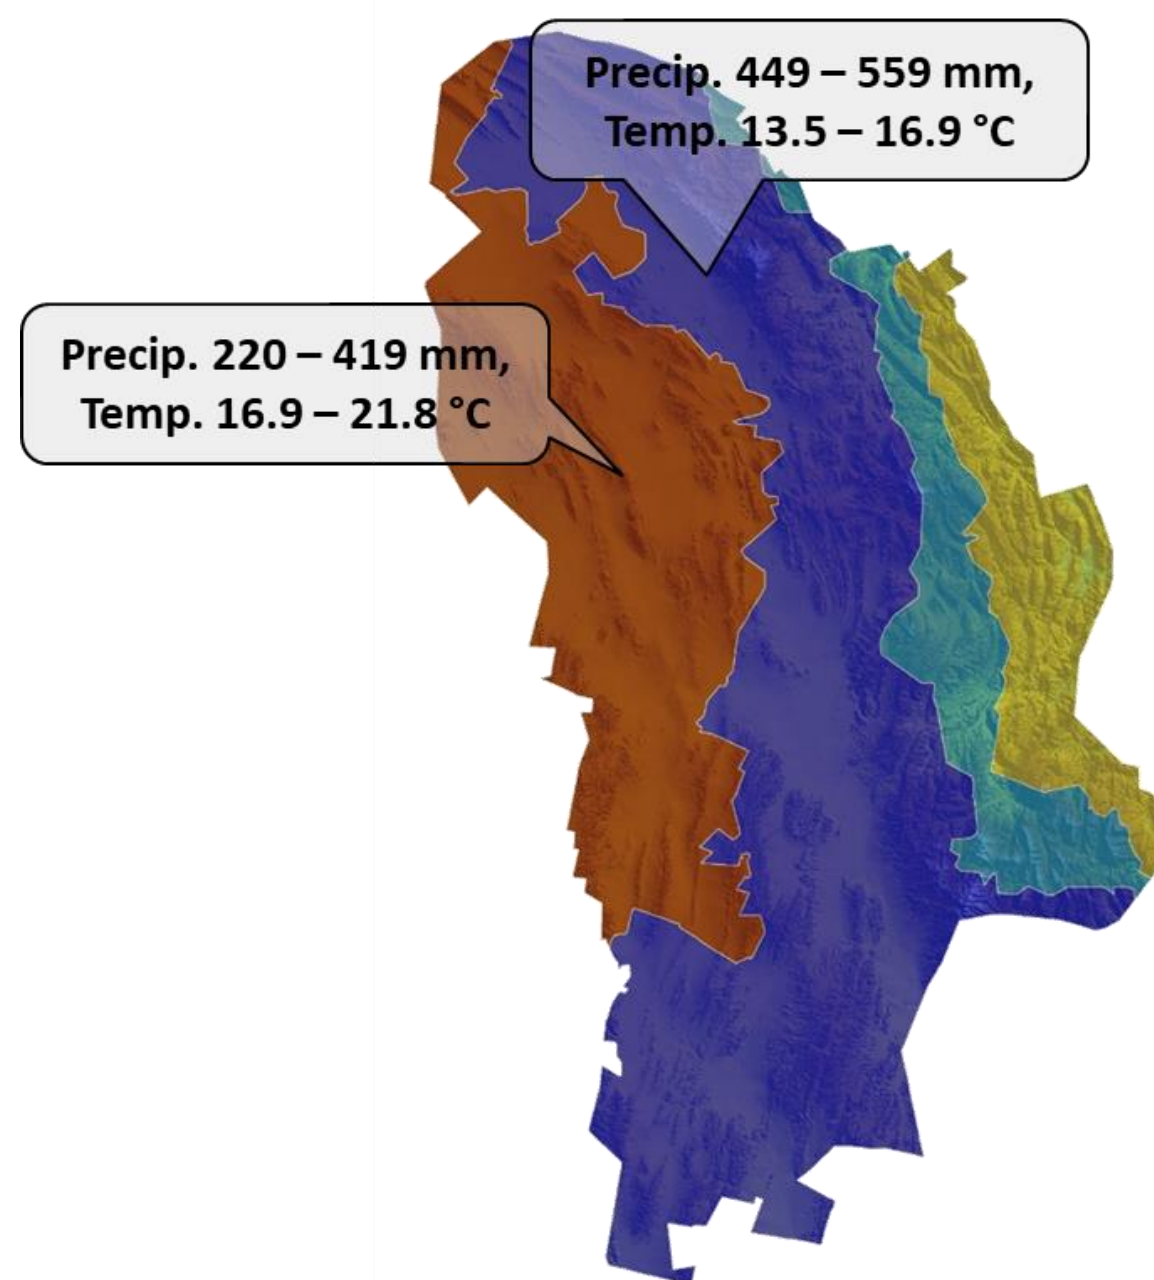 Precip. 449 – 559 mm,
Temp. 13.5 – 16.9 °C
Precip. 220 – 419 mm,
Temp. 16.9 – 21.8 °C